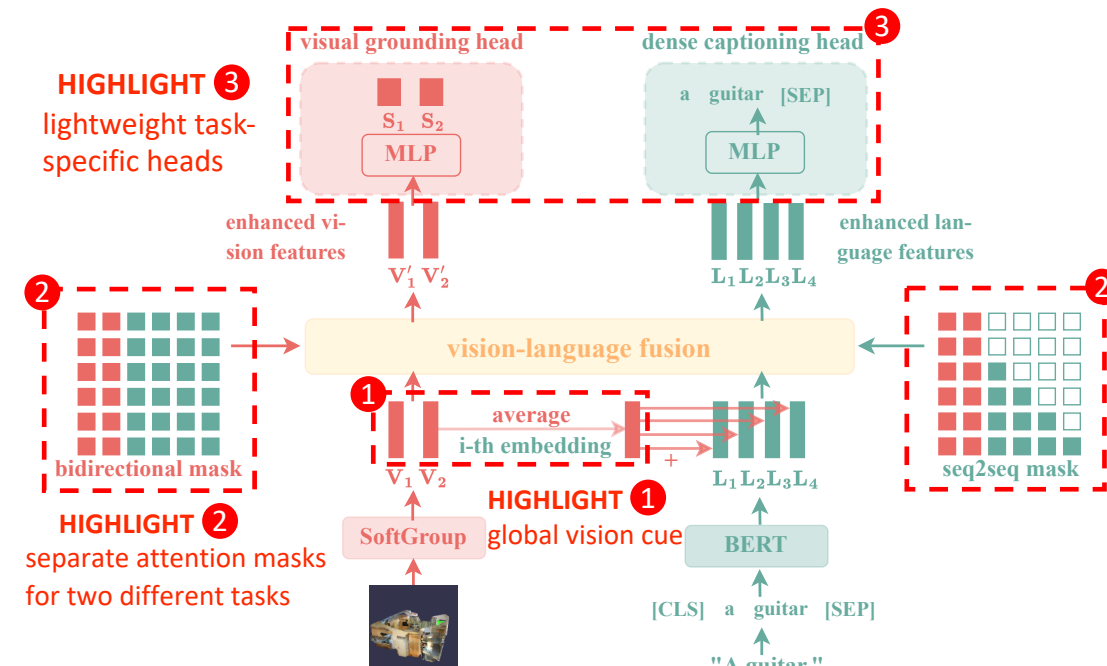 3
visual grounding head
dense captioning head
HIGHLIGHT 3
lightweight task-
specific heads
S1 S2
MLP
a guitar [SEP]
MLP
enhanced vi-
sion features
enhanced lan-
guage features
V′1 V′2
L1 L2 L3 L4
2
2
vision-language fusion
1
average
i-th embedding
+
bidirectional mask
seq2seq mask
V1 V2
L1 L2 L3 L4
HIGHLIGHT 1
global vision cue
HIGHLIGHT 2
separate attention masks
for two different tasks
SoftGroup
BERT
[CLS] a guitar [SEP]
"A guitar."